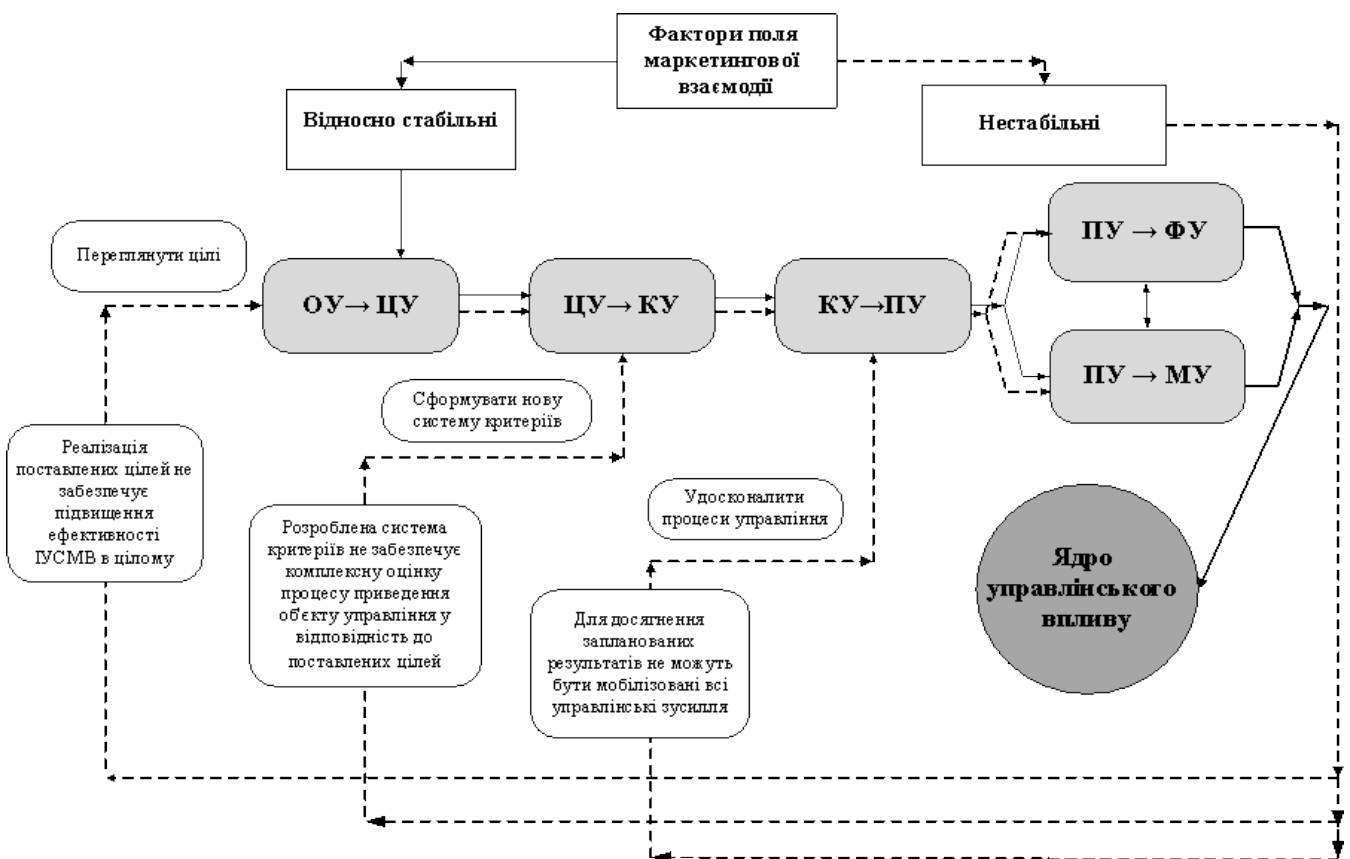 Фактори поля
маркетингової
взаємодії
Відносно стабільні
Нестабільні
Переглянути цілі
ОУ→ ЦУ
ЦУ→ КУ
КУ→ПУ
ПУ → ФУ
ПУ → МУ
Сформувати нову
систему критеріїв
Удосконалити
процеси управління
Реалізація
поставлених цілей не
забезпечує
підвищення
ефективності
ІУСМВ в цілому
Розроблена система
критеріїв не забезпечує
комплексну оцінку
процесу приведення
об'єкту управління у
відповідність до
поставлених цілей
Для досягнення
запланованих
результатів не можуть
бути мобілізовані всі
управлінські зусилля
Ядро
управлінського
впливу